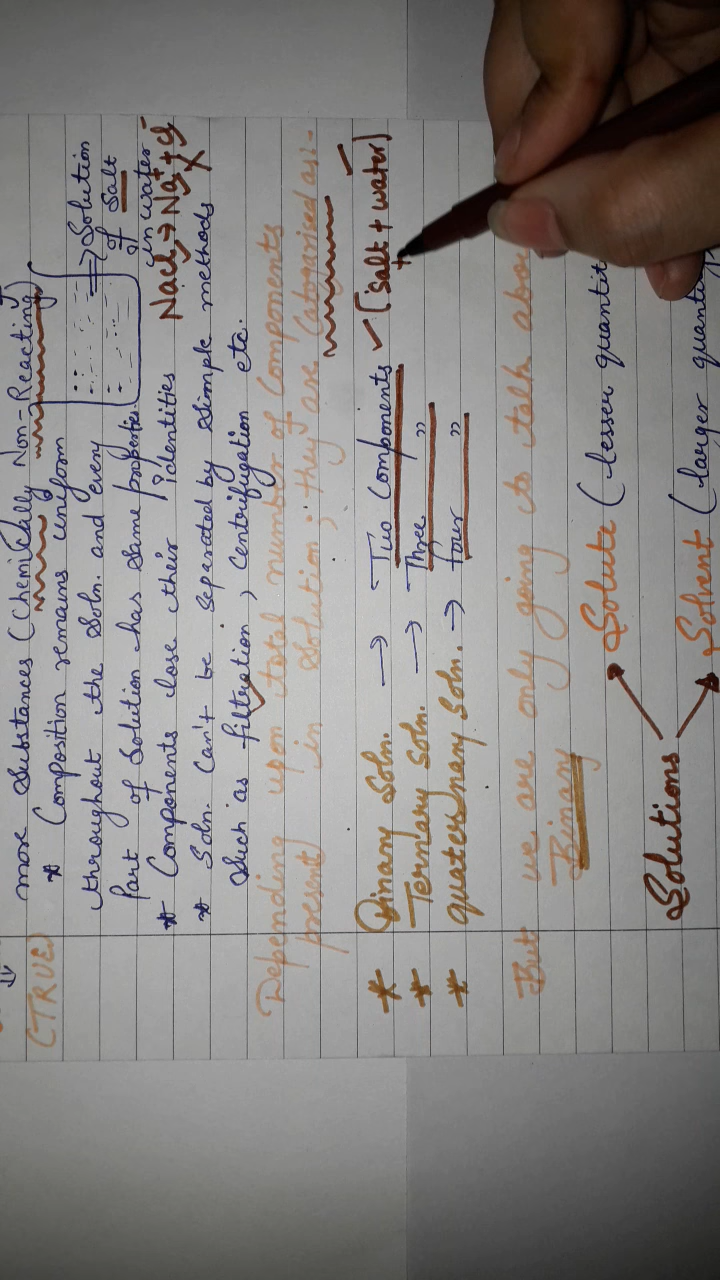 (TRUE)
more Substances (Chemically Non-Reacting)
* Composition remains uniform
throughout the Soln. and every
part of Solution has same properties.
=> Solution
of Salt
in water
* Components lose their identities
NaCl → Na⁺ + Cl⁻
* Soln. Can't be separated by simple methods
Such as filtration, centrifugation etc.
Depending upon total number of Components
present in Solution; they are Catogarised as:-
* Binary Soln. → Two Components ✓ [Salt + water] ✓
* Ternary Soln. → Three "
* quaternary Soln. → four "
But we are only going to talk
Binary
Solutions
Solute (lesser
Solvent (larger